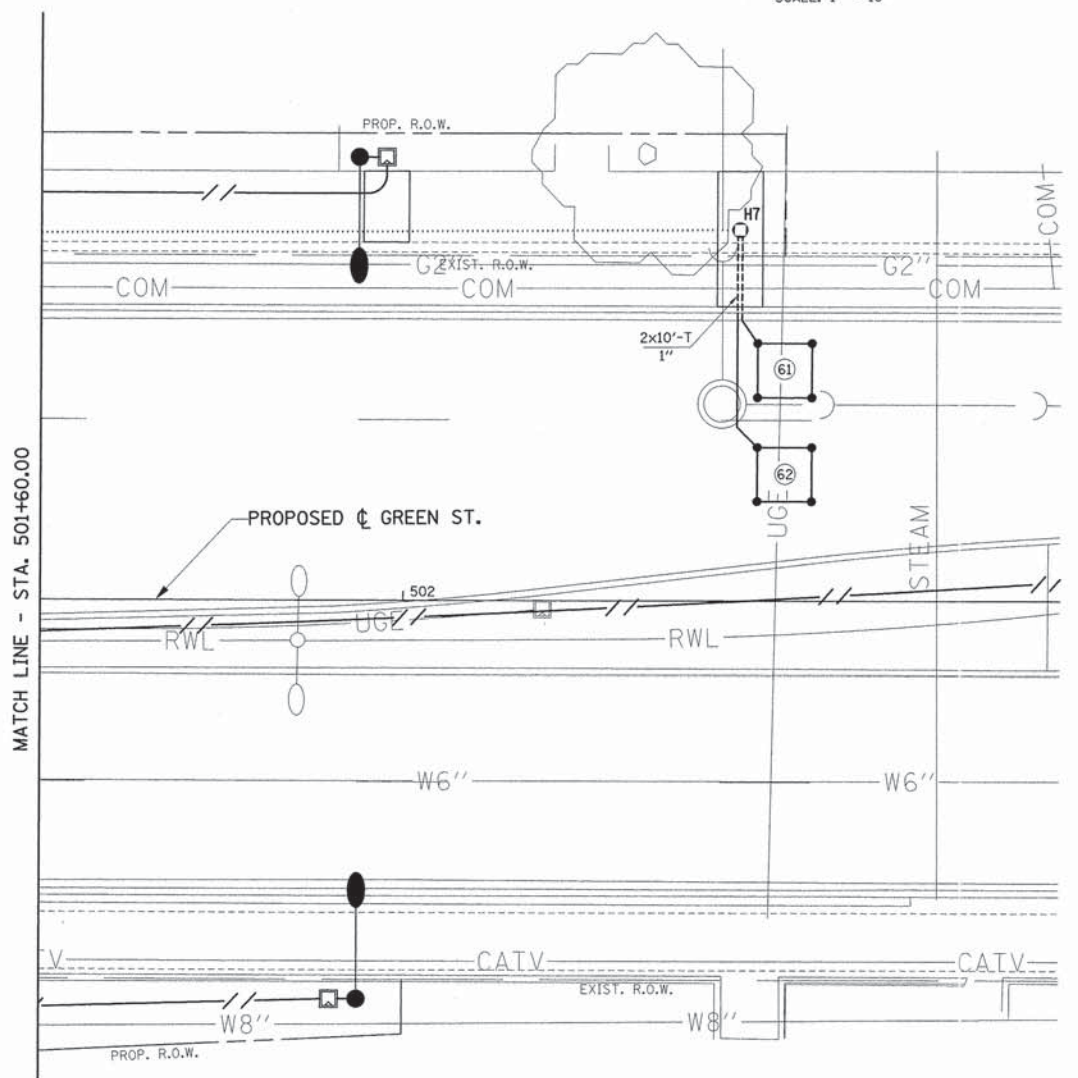 PROP. R.O.W.
H7
COM
G2"
EXIST. R.O.W.
G2"
COM
COM
COM
2x10'-T
1"
61
62
UGE
STEAM
MATCH LINE - STA. 501+60.00
PROPOSED ℄ GREEN ST.
502
UGE
RWL
RWL
W6"
W6"
CATV
CATV
EXIST. R.O.W.
W8"
W8"
PROP. R.O.W.